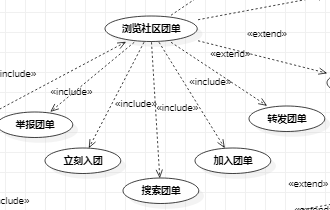 浏览社区团单
«extend»
«extend»
«include»
«include»
«include»
«include»
«include»
举报团单
转发团单
立刻入团
加入团单
搜索团单
«extend»
«include»
«extend»